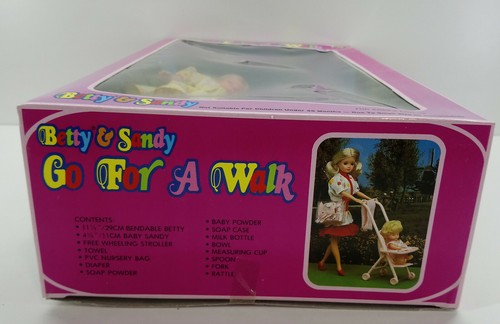 Betty & Sandy
Betty & Sandy
Go For A Walk
CONTENTS:
• 11½"/29CM BENDABLE BETTY
• 4½"/11CM BABY SANDY
• FREE WHEELING STROLLER
• TOWEL
• PVC NURSERY BAG
• DIAPER
• SOAP POWDER
• BABY POWDER
• SOAP CASE
• MILK BOTTLE
• BOWL
• MEASURING CUP
• SPOON
• FORK
• RATTLE